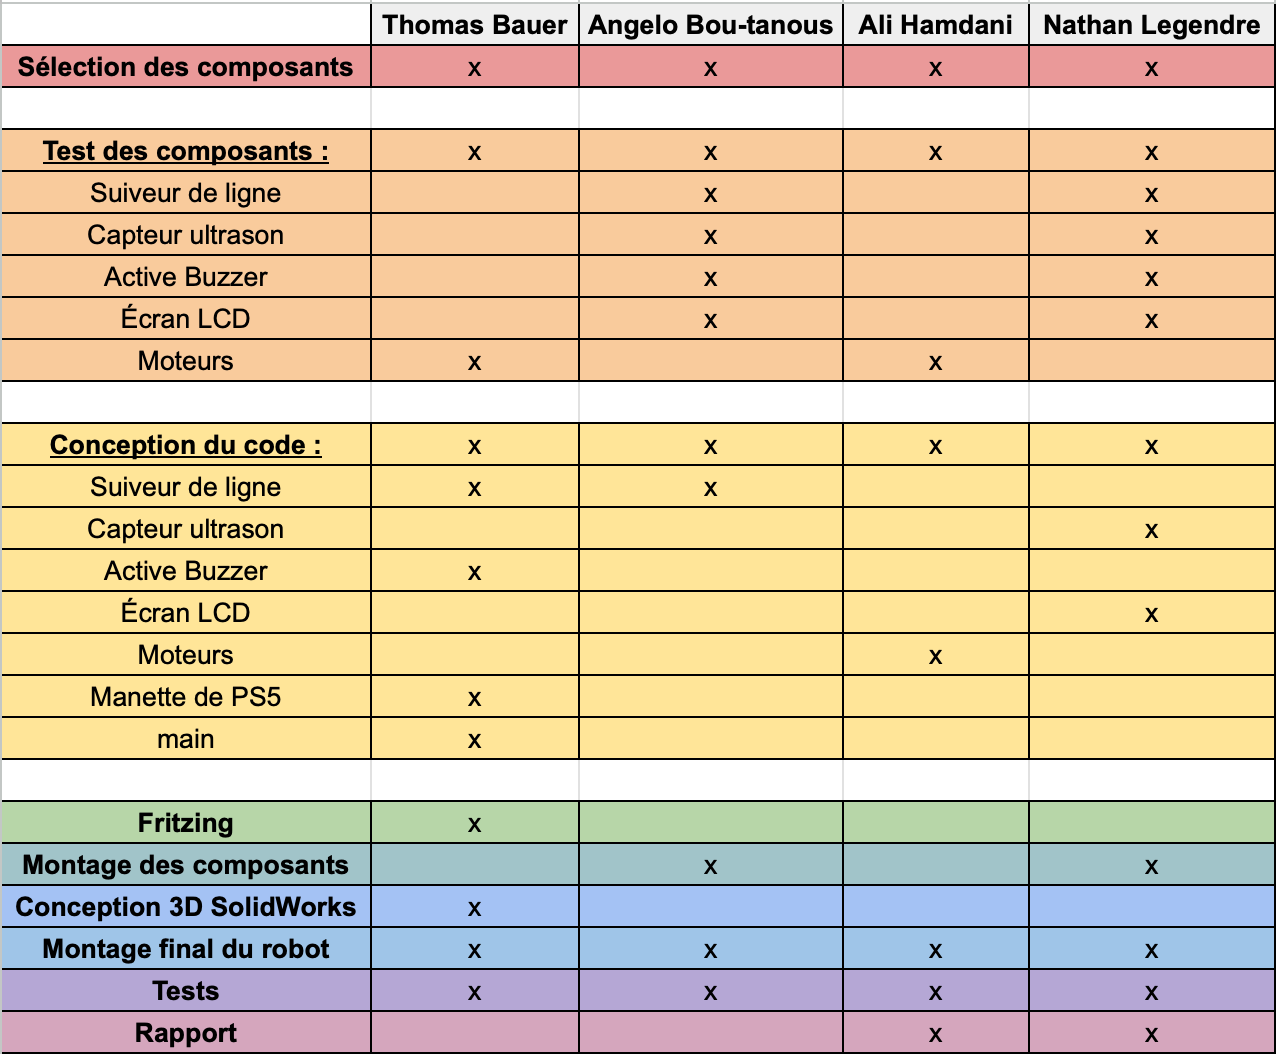 Thomas Bauer Angelo Bou-tanous Ali Hamdani Nathan Legendre
Sélection des composants x x x x
Test des composants : x x x x
Suiveur de ligne x x
Capteur ultrason x x
Active Buzzer x x
Écran LCD x x
Moteurs x x
Conception du code : x x x x
Suiveur de ligne x x
Capteur ultrason x
Active Buzzer x
Écran LCD x
Moteurs x
Manette de PS5 x
main x
Fritzing x
Montage des composants x x
Conception 3D SolidWorks x
Montage final du robot x x x x
Tests x x x x
Rapport x x